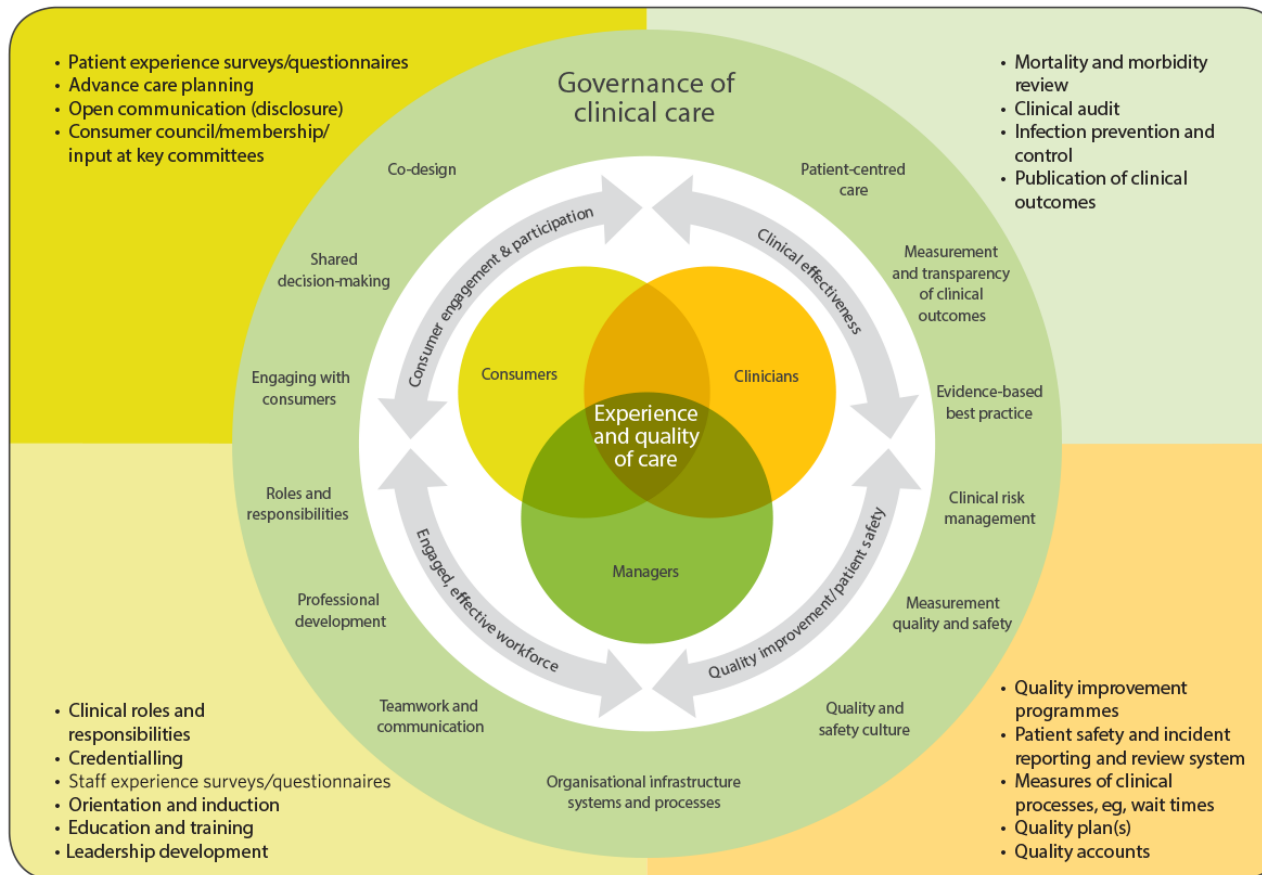 • Patient experience surveys/questionnaires
• Advance care planning
• Open communication (disclosure)
• Consumer council/membership/
input at key committees
• Mortality and morbidity
review
• Clinical audit
• Infection prevention and
control
• Publication of clinical
outcomes
Governance of
clinical care
Co-design
Patient-centred
care
Shared
decision-making
Measurement
and transparency
of clinical
outcomes
Engaging with
consumers
Evidence-based
best practice
Roles and
responsibilities
Clinical risk
management
Professional
development
Measurement
quality and safety
Teamwork and
communication
Quality and
safety culture
Organisational infrastructure
systems and processes
Consumer engagement & participation
Clinical effectiveness
Engaged, effective workforce
Quality improvement/patient safety
Consumers
Clinicians
Experience
and quality
of care
Managers
• Clinical roles and
responsibilities
• Credentialling
• Staff experience surveys/questionnaires
• Orientation and induction
• Education and training
• Leadership development
• Quality improvement
programmes
• Patient safety and incident
reporting and review system
• Measures of clinical
processes, eg, wait times
• Quality plan(s)
• Quality accounts